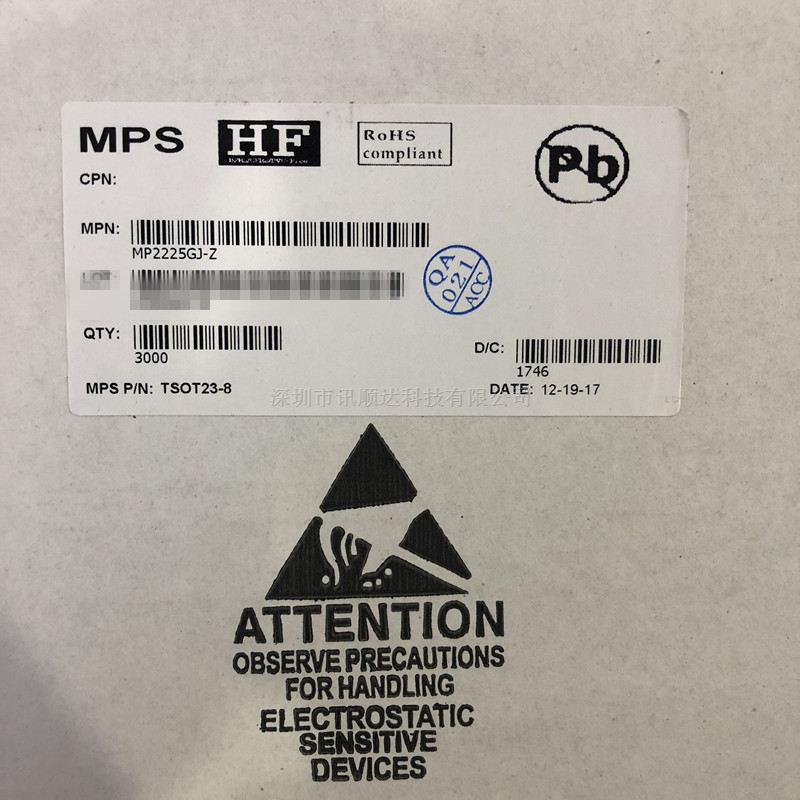 MPS
HF
RoHS
compliant
Pb
CPN:
MPN:
MP2225GJ-Z
LOT:
QA
021
ACC
QTY:
3000
D/C:
1746
MPS P/N: TSOT23-8
DATE: 12-19-17
深圳市讯顺达科技有限公司
ATTENTION
OBSERVE PRECAUTIONS
FOR HANDLING
ELECTROSTATIC
SENSITIVE
DEVICES